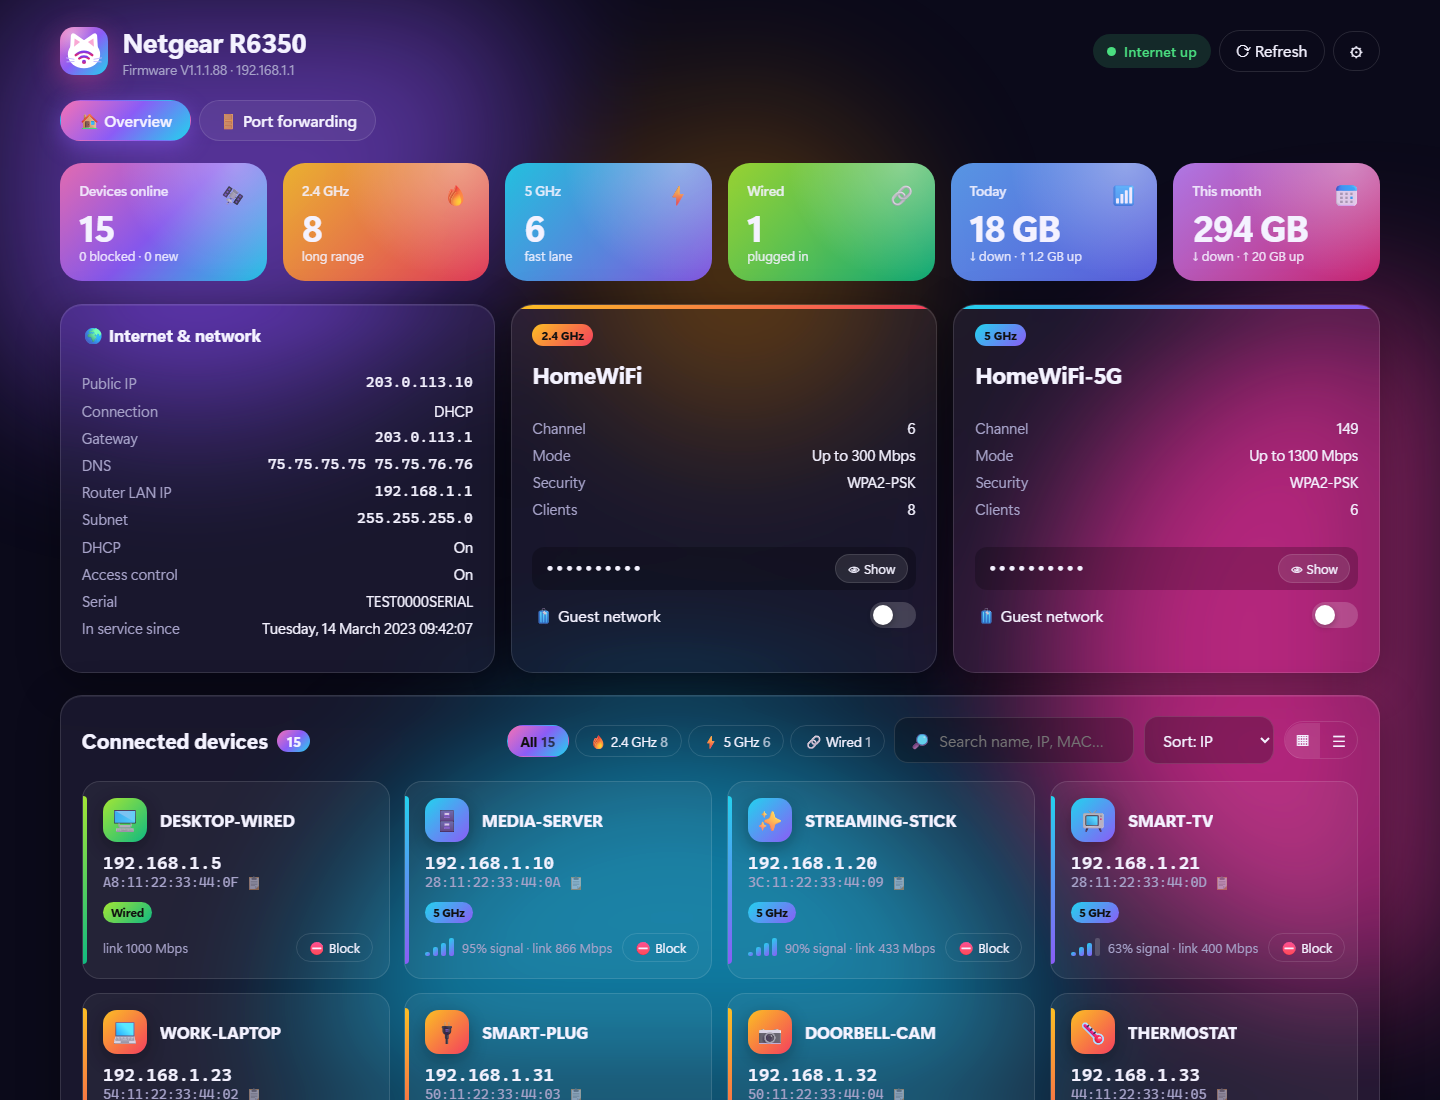 Netgear R6350
Firmware V1.1.1.88 · 192.168.1.1
Internet up
Refresh
Overview
Port forwarding
Devices online
15
0 blocked · 0 new
2.4 GHz
8
long range
5 GHz
6
fast lane
Wired
1
plugged in
Today
18 GB
↓ down · ↑ 1.2 GB up
This month
294 GB
↓ down · ↑ 20 GB up
Internet & network
Public IP 203.0.113.10
Connection DHCP
Gateway 203.0.113.1
DNS 75.75.75.75 75.75.76.76
Router LAN IP 192.168.1.1
Subnet 255.255.255.0
DHCP On
Access control On
Serial TEST0000SERIAL
In service since Tuesday, 14 March 2023 09:42:07
2.4 GHz
HomeWiFi
Channel 6
Mode Up to 300 Mbps
Security WPA2-PSK
Clients 8
•••••••••• Show
Guest network
5 GHz
HomeWiFi-5G
Channel 149
Mode Up to 1300 Mbps
Security WPA2-PSK
Clients 6
•••••••••• Show
Guest network
Connected devices 15
All 15
2.4 GHz 8
5 GHz 6
Wired 1
Search name, IP, MAC...
Sort: IP
DESKTOP-WIRED
192.168.1.5
A8:11:22:33:44:0F
Wired
link 1000 Mbps
Block
MEDIA-SERVER
192.168.1.10
28:11:22:33:44:0A
5 GHz
95% signal · link 866 Mbps
Block
STREAMING-STICK
192.168.1.20
3C:11:22:33:44:09
5 GHz
90% signal · link 433 Mbps
Block
SMART-TV
192.168.1.21
28:11:22:33:44:0D
5 GHz
63% signal · link 400 Mbps
Block
WORK-LAPTOP
192.168.1.23
54:11:22:33:44:02
SMART-PLUG
192.168.1.31
50:11:22:33:44:03
DOORBELL-CAM
192.168.1.32
50:11:22:33:44:04
THERMOSTAT
192.168.1.33
44:11:22:33:44:05